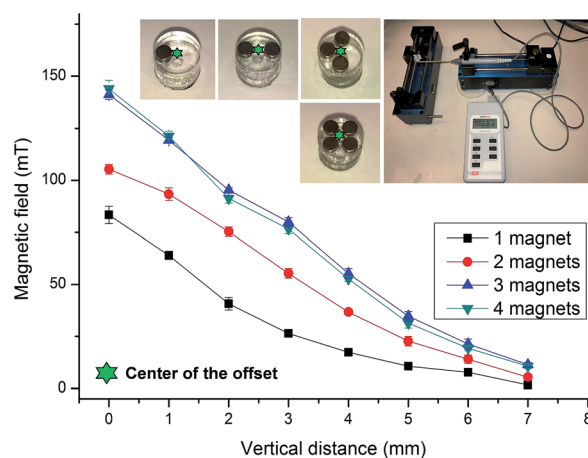 Magnetic field (mT)
150
100
50
0
1 magnet
2 magnets
3 magnets
4 magnets
Center of the offset
0 1 2 3 4 5 6 7 8
Vertical distance (mm)